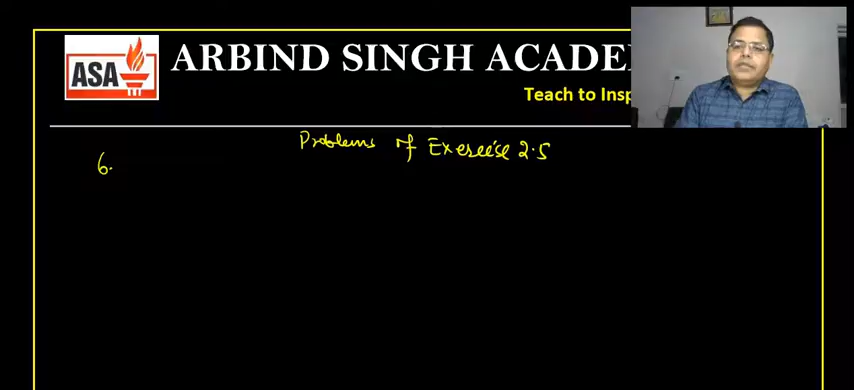 ASA
ARBIND SINGH ACADE
Teach to Insp
Problems of Exercise 2.5
6.